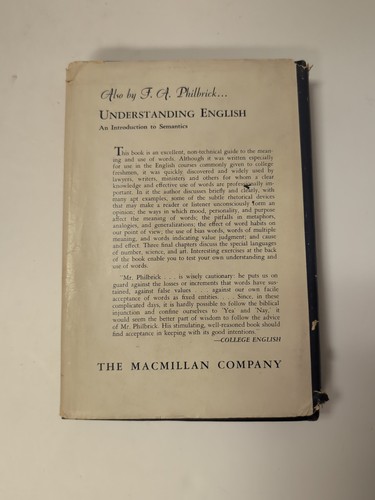 Also by F. A. Philbrick...
UNDERSTANDING ENGLISH
An Introduction to Semantics
This book is an excellent, non-technical guide to the mean-
ing and use of words. Although it was written especially
for use in the English courses commonly given to college
freshmen, it was quickly discovered and widely used by
lawyers, writers, ministers and others for whom a clear
knowledge and effective use of words are professionally im-
portant. In it the author discusses briefly and clearly, with
many apt examples, some of the subtle rhetorical devices
that may make a reader or listener unconsciously form an
opinion; the ways in which mood, personality, and purpose
affect the meaning of words; the pitfalls in metaphors,
analogies, and generalizations; the effect of word habits on
our point of view; the use of bias words, words of multiple
meaning, and words indicating value judgment; and cause
and effect. Three final chapters discuss the special languages
of number, science, and art. Interesting exercises at the back
of the book enable you to test your own understanding and
use of words.
"Mr. Philbrick . . . is wisely cautionary: he puts us on
guard against the losses or increments that words have sus-
tained, against false values . . . against our own facile
acceptance of words as fixed entities . . . Since, in these
complicated days, it is hardly possible to follow the biblical
injunction and confine ourselves to 'Yea' and 'Nay', it
would seem the better part of wisdom to follow the advice
of Mr. Philbrick. His stimulating, well-reasoned book should
find acceptance in keeping with its good intentions."
—COLLEGE ENGLISH
THE MACMILLAN COMPANY